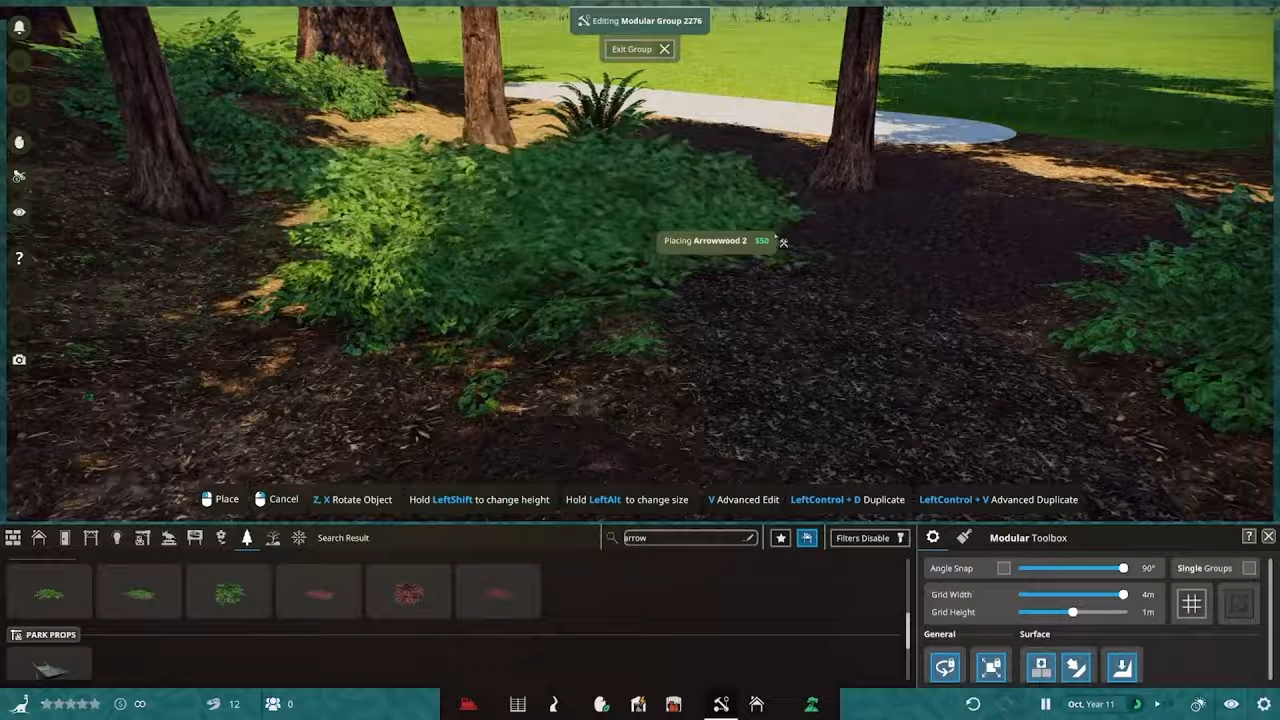 Editing Modular Group 2276
Exit Group
?
Placing Arrowwood 2 $50
Place
Cancel
Z, X Rotate Object
Hold LeftShift to change height
Hold LeftAlt to change size
V Advanced Edit
LeftControl + D Duplicate
LeftControl + V Advanced Duplicate
Search Result
arrow
Filters Disable
Modular Toolbox
?
Angle Snap
90°
Single Groups
Grid Width
4m
Grid Height
1m
General
Surface
PARK PROPS
12
0
Oct, Year 11